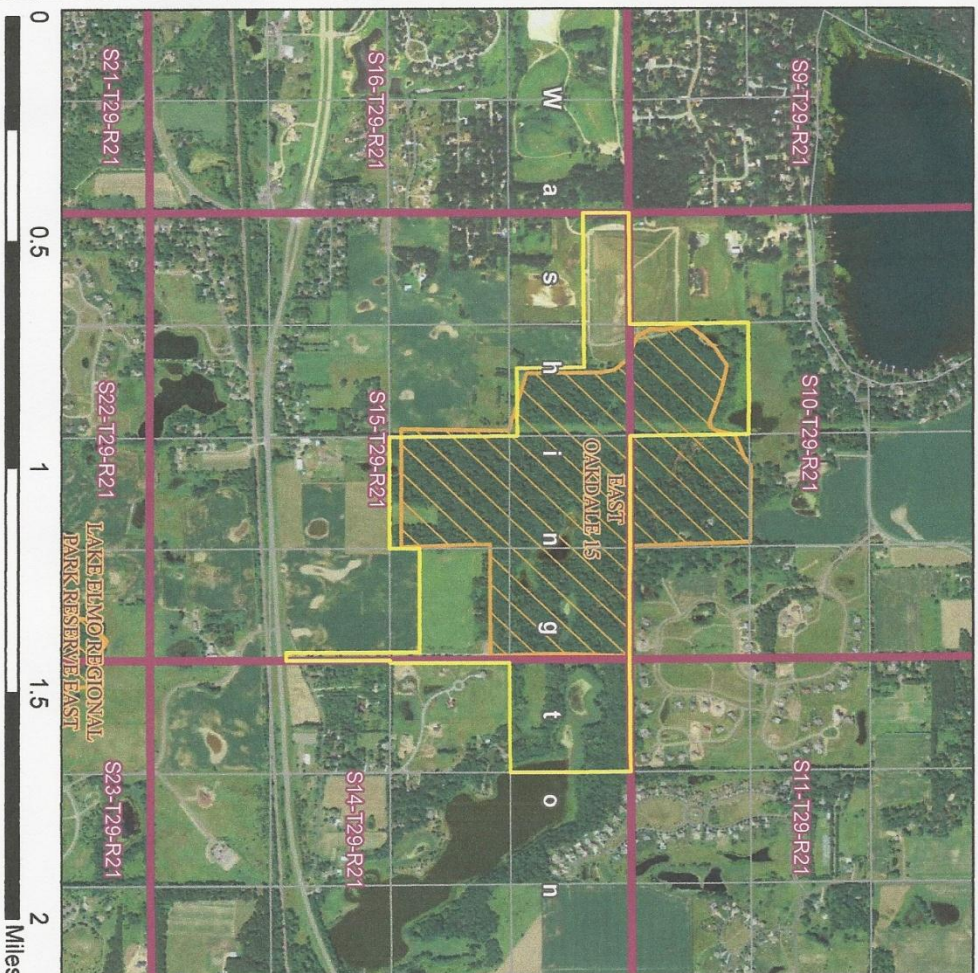 S9-T29-R21
S10-T29-R21
S11-T29-R21
EAST
OAKDALE 15
Washington
S16-T29-R21
S15-T29-R21
S14-T29-R21
S21-T29-R21
S22-T29-R21
S23-T29-R21
LAKE ELMO REGIONAL
PARK RESERVE EAST
0 0.5 1 1.5 2
Miles